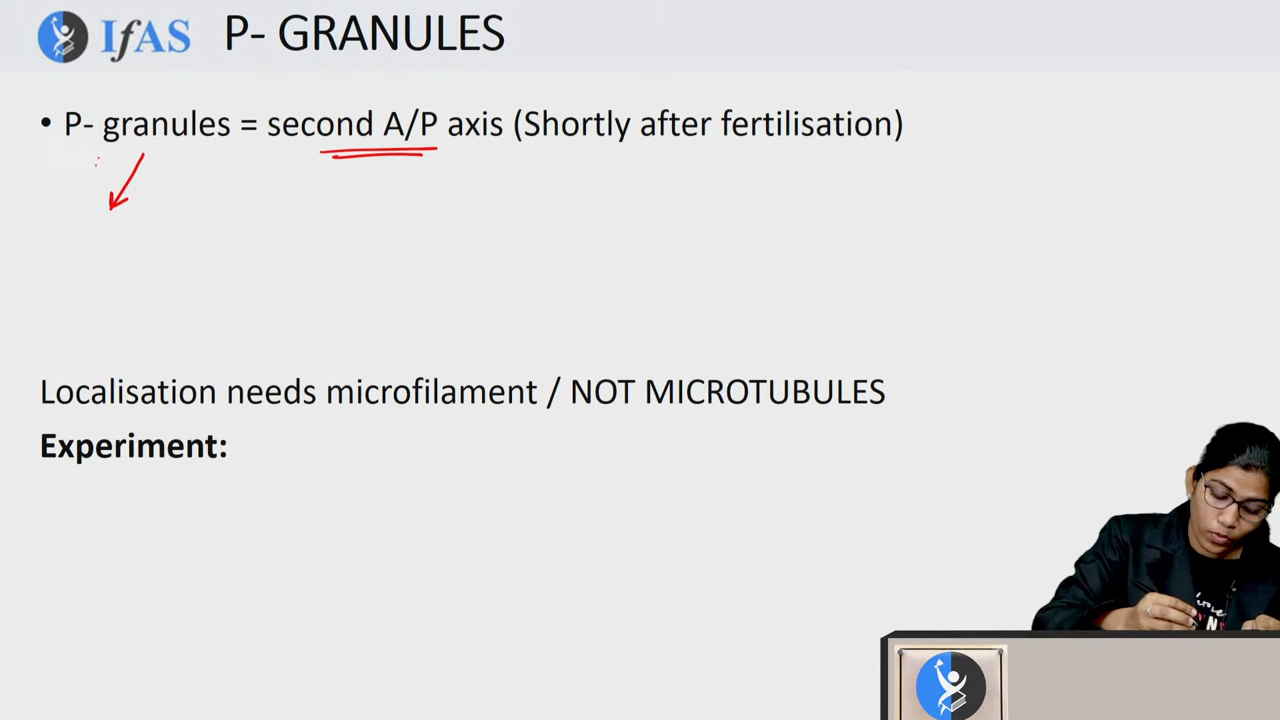 IfAS P- GRANULES
• P- granules = second A/P axis (Shortly after fertilisation)
Localisation needs microfilament / NOT MICROTUBULES
Experiment: